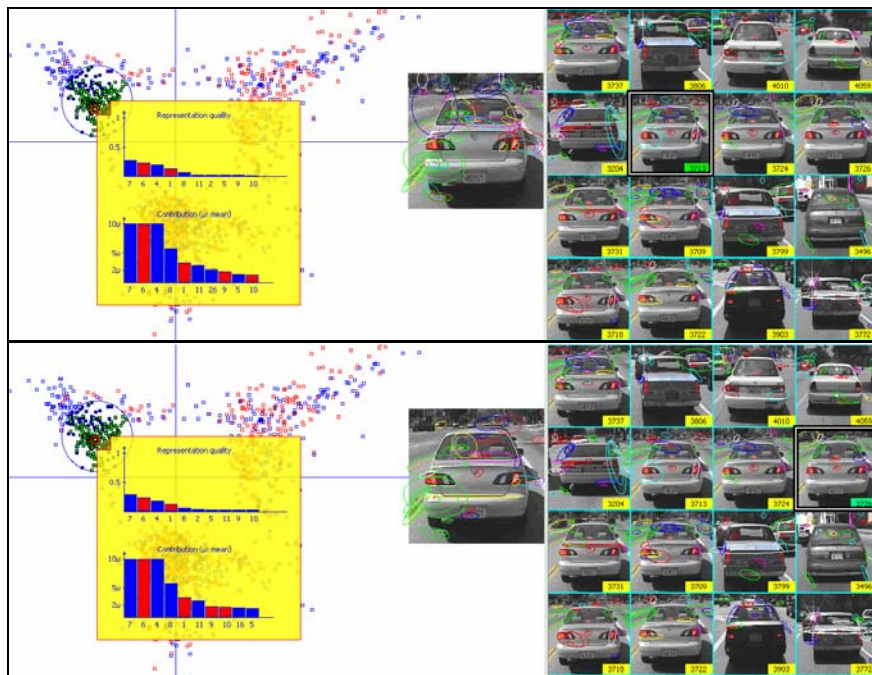 Representation quality
1
0.5
7 6 4 1 8 11 2 5 9 10
Contribution (μ: mean)
10μ
5μ
2μ
7 6 4 8 1 11 26 9 5 10
3737 3806 4010 4059
3204 3713 3724 3726
3731 3709 3799 3496
3718 3722 3903 3772
Representation quality
1
0.5
7 6 4 1 8 2 5 11 9 10
Contribution (μ: mean)
10μ
5μ
2μ
7 6 4 8 1 11 9 10 16 5
3737 3806 4010 4059
3204 3713 3724
3731 3709 3799 3496
3718 3722 3903 3772